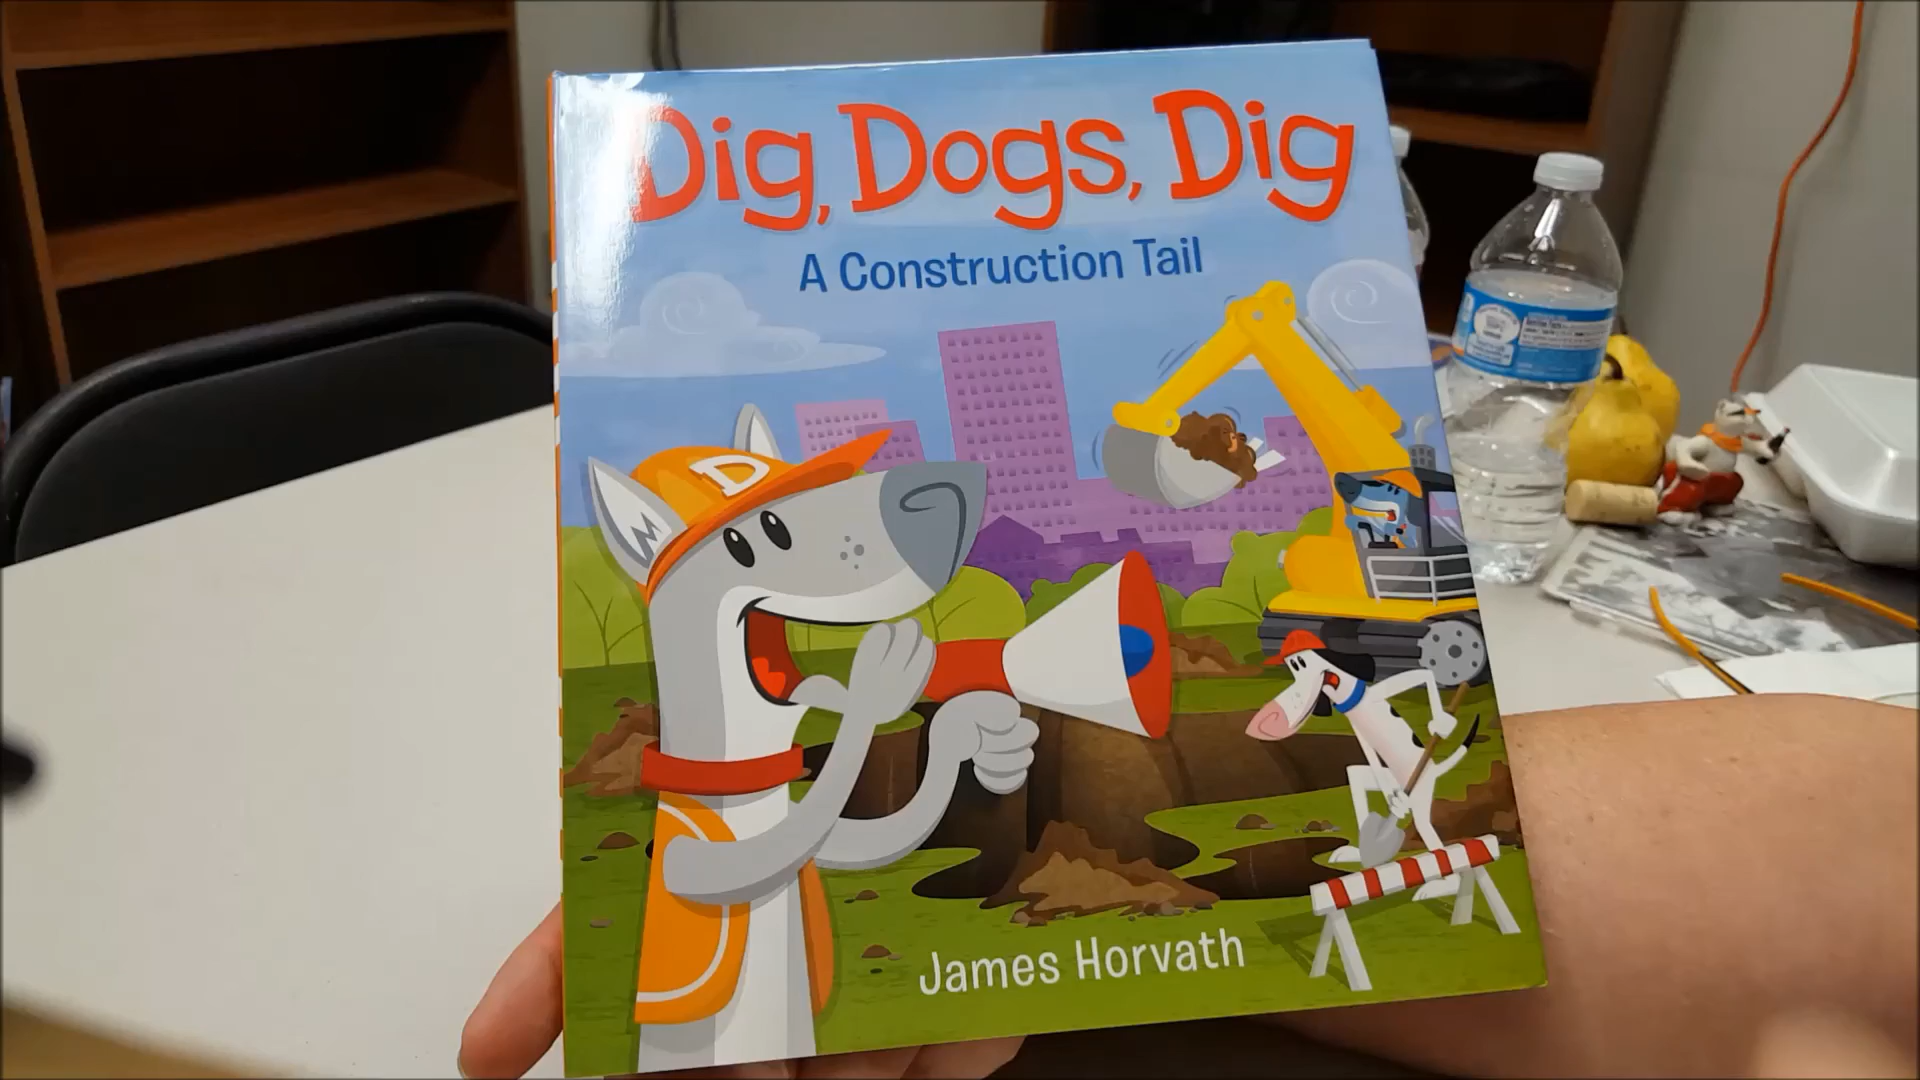 Dig, Dogs, Dig
A Construction Tail
D
James Horvath